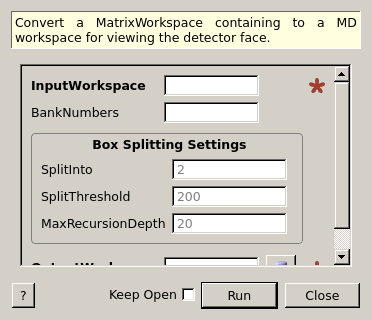 Convert a MatrixWorkspace containing to a MD
workspace for viewing the detector face.
InputWorkspace
BankNumbers
Box Splitting Settings
SplitInto 2
SplitThreshold 200
MaxRecursionDepth 20
? Keep Open Run Close